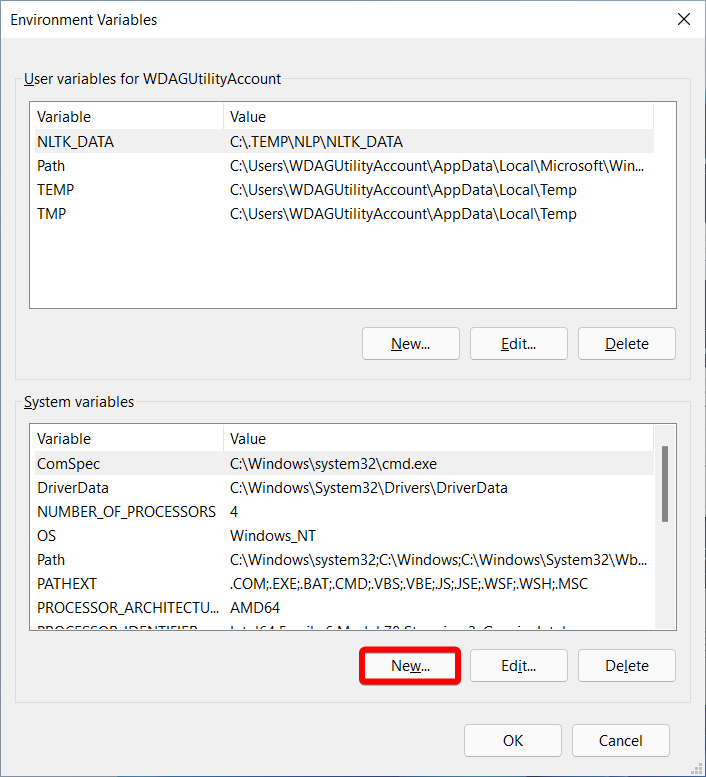 Environment Variables
User variables for WDAGUtilityAccount
Variable Value
NLTK_DATA C:\.TEMP\NLP\NLTK_DATA
Path C:\Users\WDAGUtilityAccount\AppData\Local\Microsoft\Win...
TEMP C:\Users\WDAGUtilityAccount\AppData\Local\Temp
TMP C:\Users\WDAGUtilityAccount\AppData\Local\Temp
New... Edit... Delete
System variables
Variable Value
ComSpec C:\Windows\system32\cmd.exe
DriverData C:\Windows\System32\Drivers\DriverData
NUMBER_OF_PROCESSORS 4
OS Windows_NT
Path C:\Windows\system32;C:\Windows;C:\Windows\System32\Wb...
PATHEXT .COM;.EXE;.BAT;.CMD;.VBS;.VBE;.JS;.JSE;.WSF;.WSH;.MSC
PROCESSOR_ARCHITECTU... AMD64
PROCESSOR_IDENTIFIER
New... Edit... Delete
OK Cancel